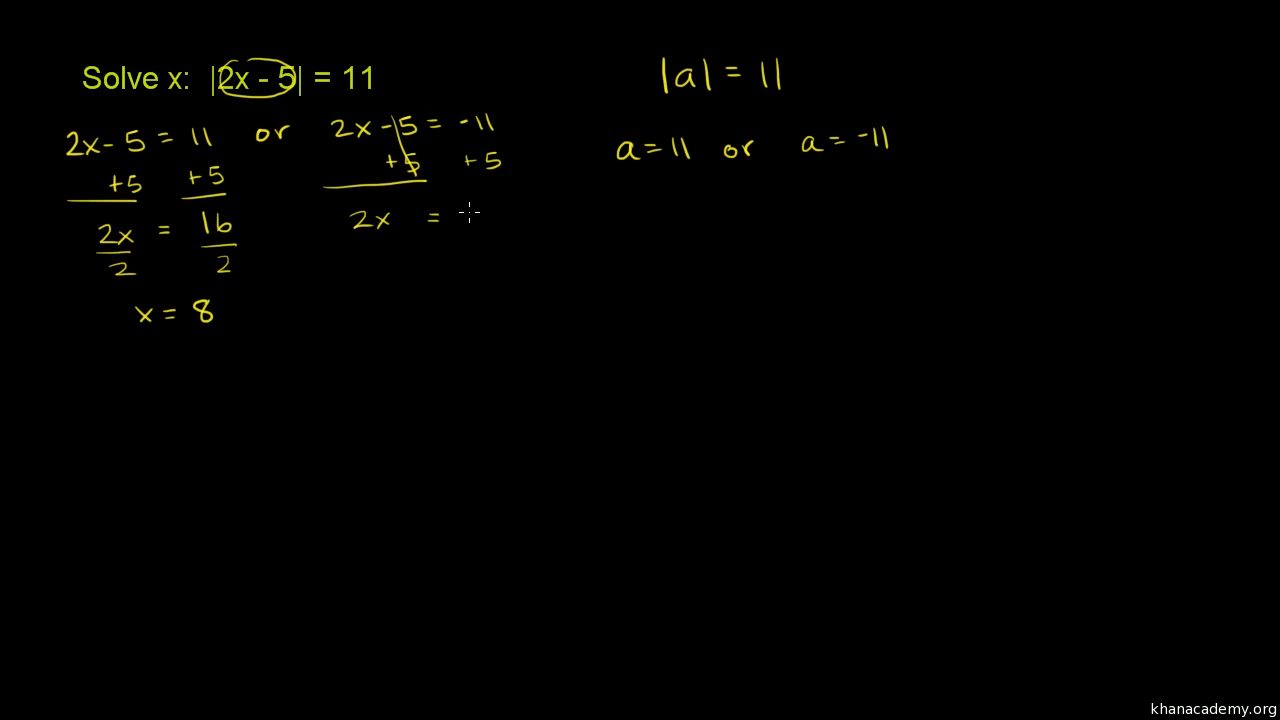 Solve x: |2x - 5| = 11
|a| = 11
2x - 5 = 11 or 2x - 5 = -11
a = 11 or a = -11
+5 +5 +5 +5
2x = 16 2x =
2 2
x = 8
khanacademy.org